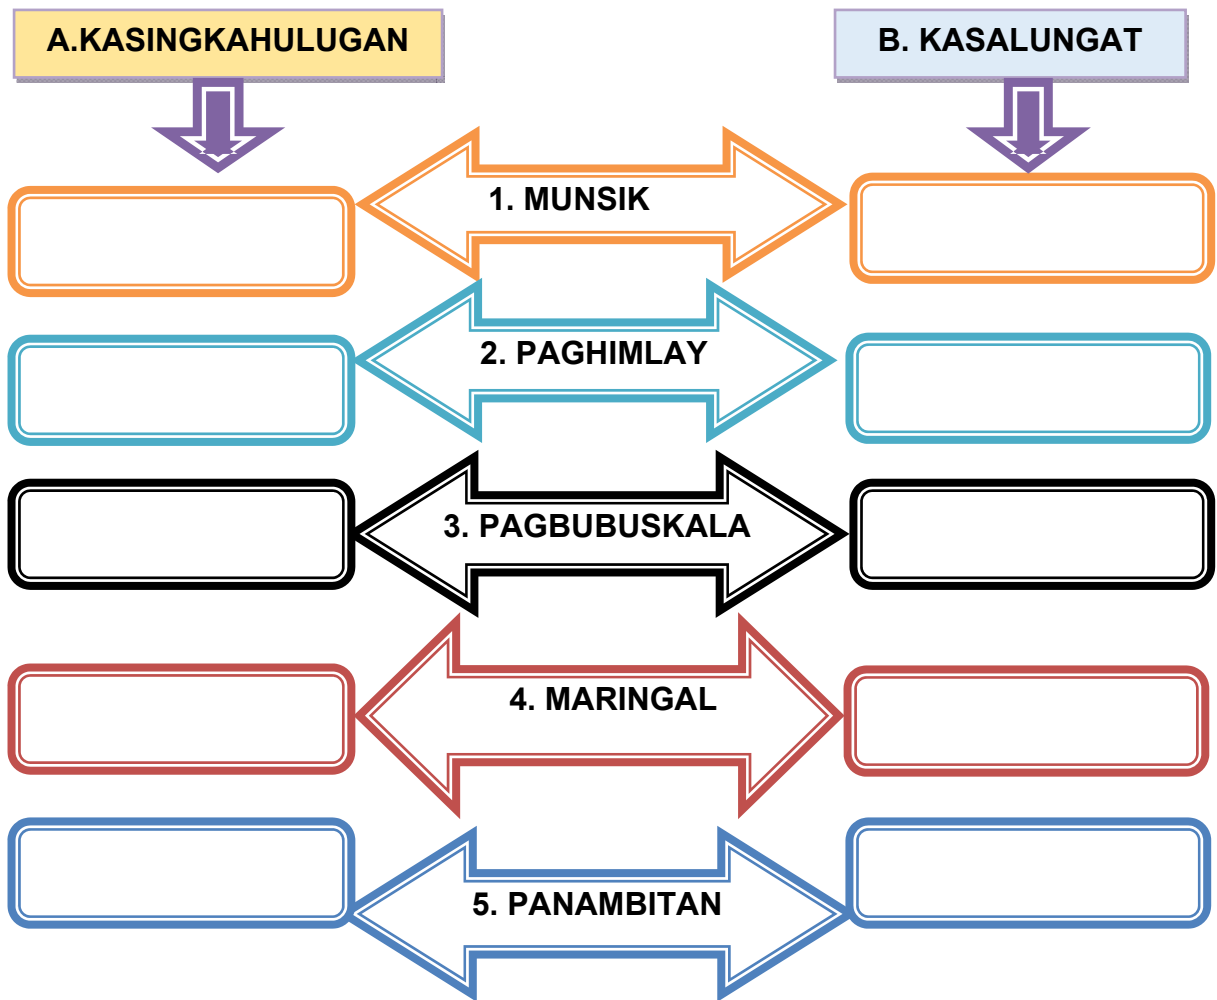 A.KASINGKAHULUGAN
B. KASALUNGAT
1. MUNSIK
2. PAGHIMLAY
3. PAGBUBUSKALA
4. MARINGAL
5. PANAMBITAN